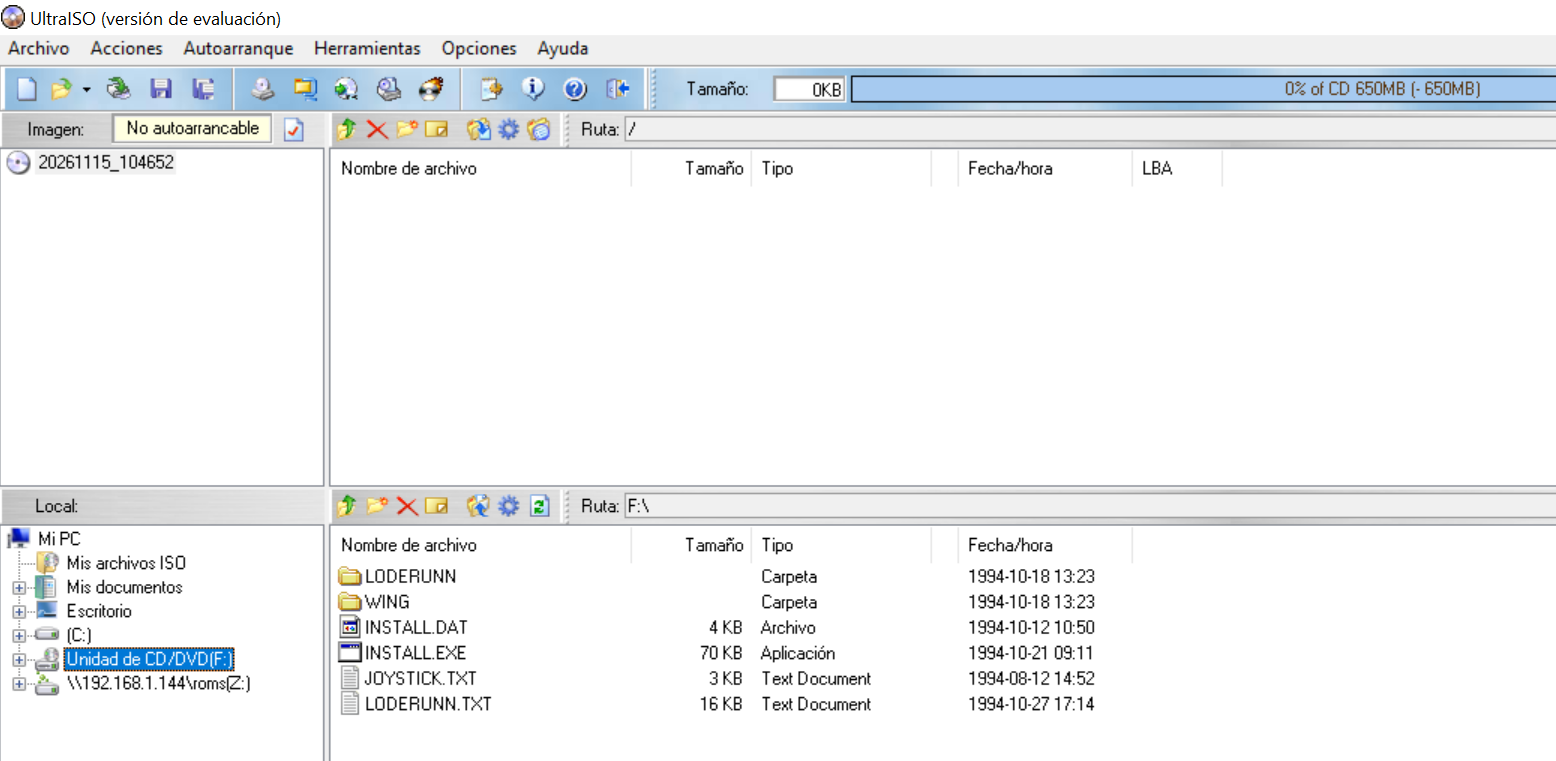 UltraISO (versión de evaluación)
Archivo Acciones Autoarranque Herramientas Opciones Ayuda
Tamaño: 0KB 0% of CD 650MB (- 650MB)
Imagen: No autoarrancable Ruta: /
20261115_104652
Nombre de archivo Tamaño Tipo Fecha/hora LBA
Local: Ruta: F:\
Mi PC
Mis archivos ISO
Mis documentos
Escritorio
(C:)
Unidad de CD/DVD(F:)
\\192.168.1.144\roms(Z:)
Nombre de archivo Tamaño Tipo Fecha/hora
LODERUNN Carpeta 1994-10-18 13:23
WING Carpeta 1994-10-18 13:23
INSTALL.DAT 4 KB Archivo 1994-10-12 10:50
INSTALL.EXE 70 KB Aplicación 1994-10-21 09:11
JOYSTICK.TXT 3 KB Text Document 1994-08-12 14:52
LODERUNN.TXT 16 KB Text Document 1994-10-27 17:14